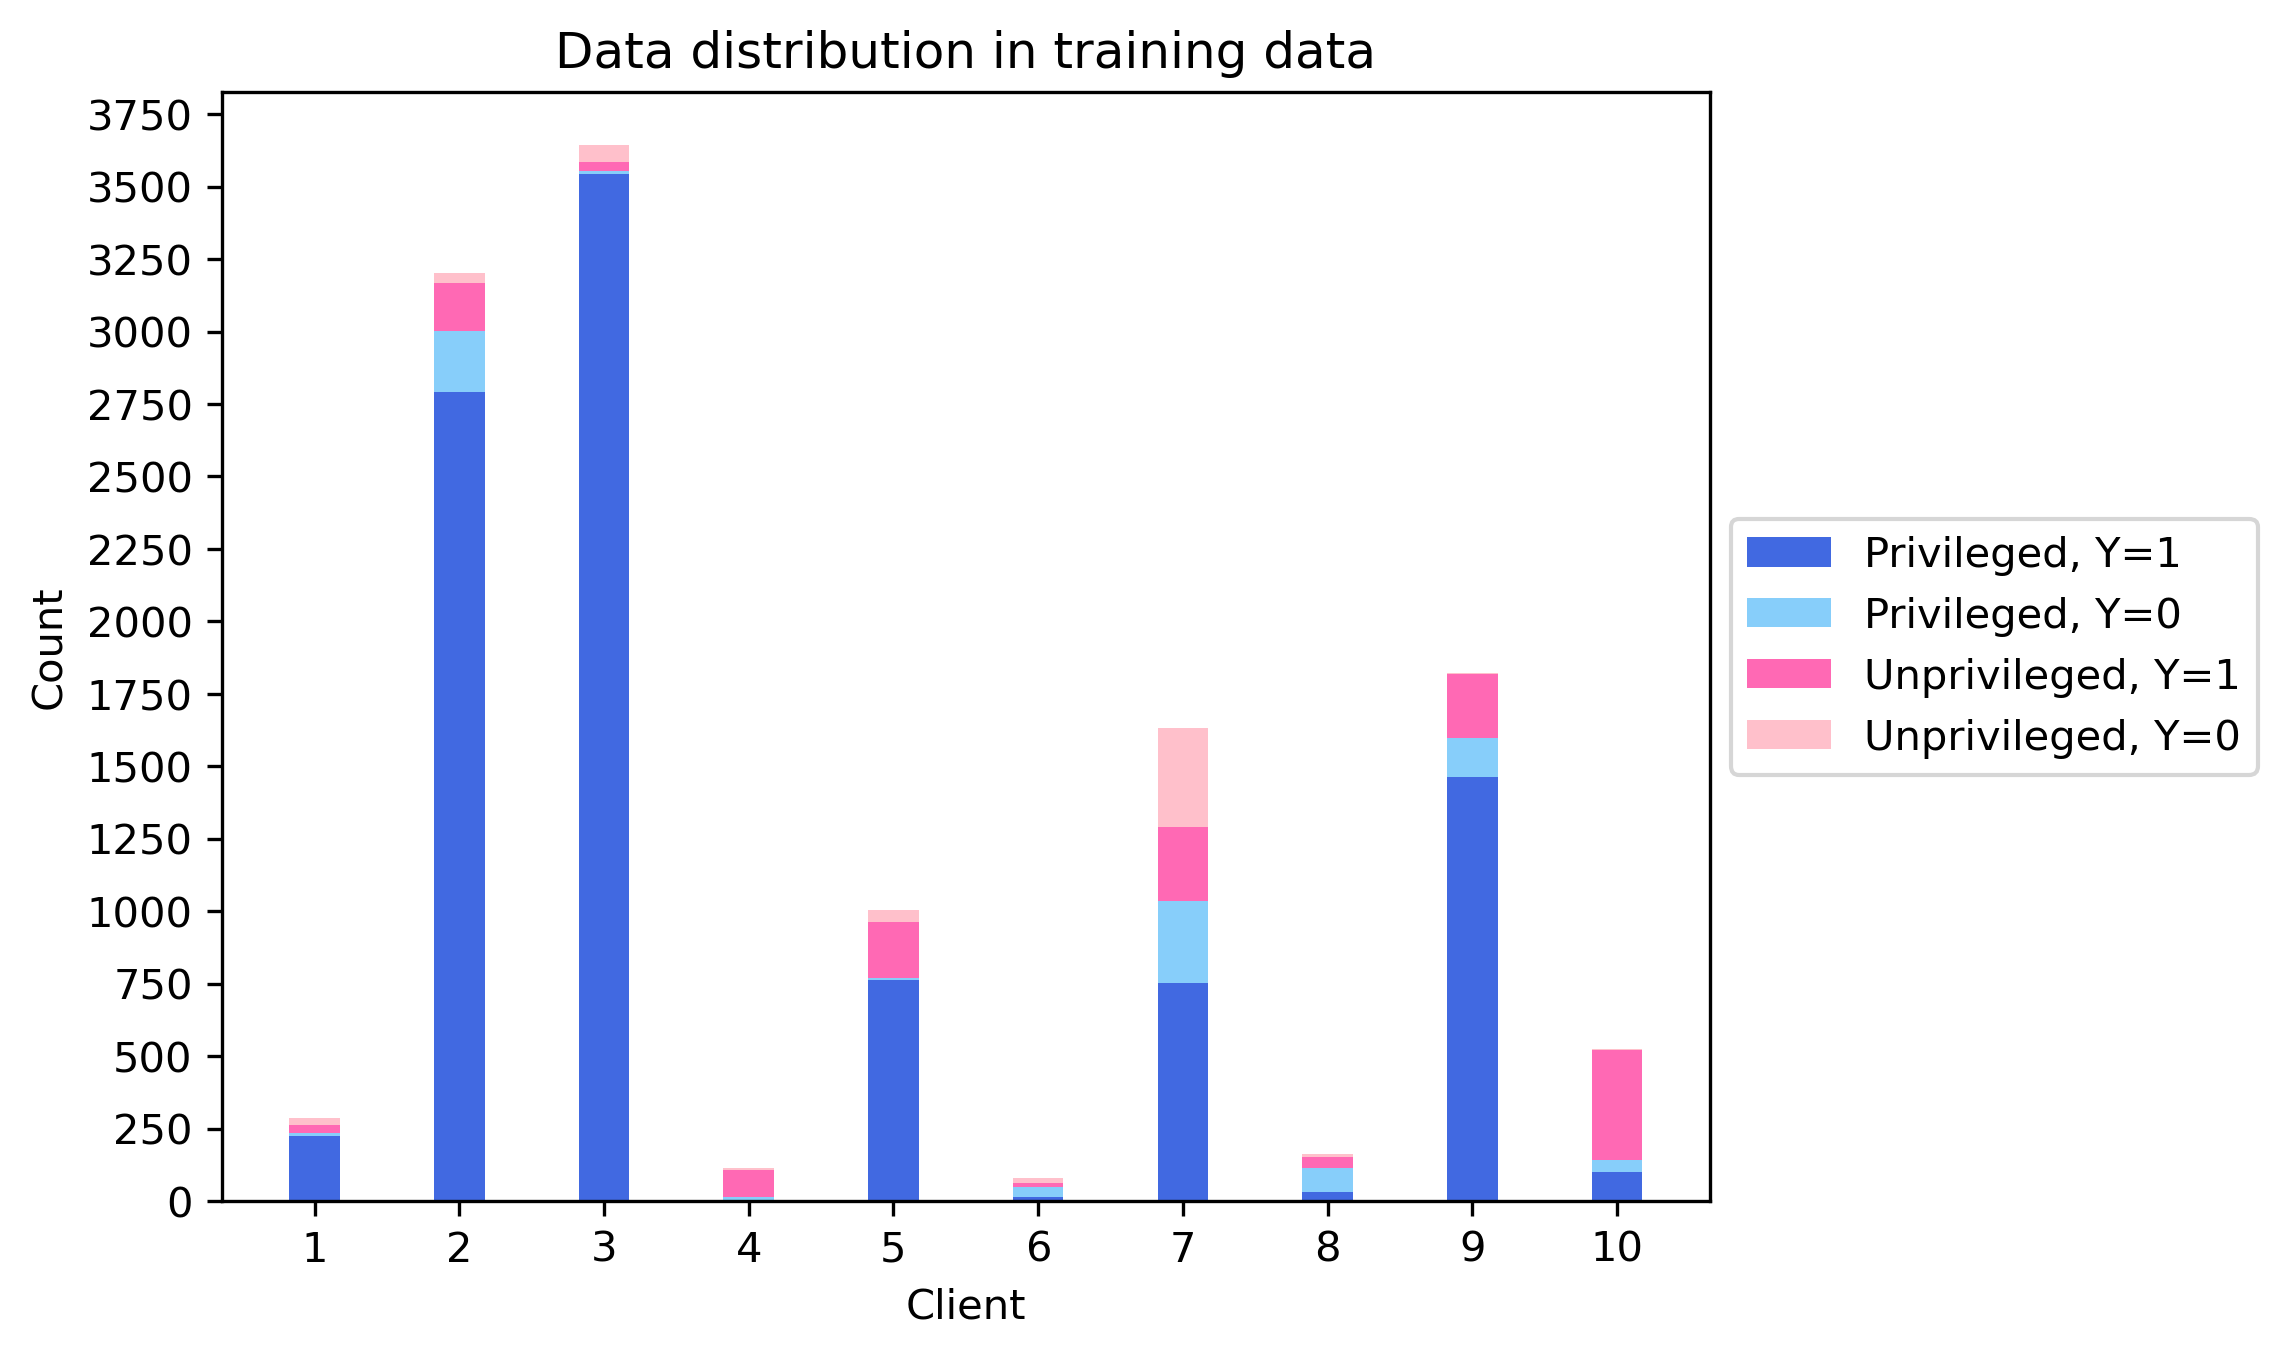 Data distribution in training data
3750
3500
3250
3000
2750
2500
2250
2000
1750
1500
1250
1000
750
500
250
0
Count
1 2 3 4 5 6 7 8 9 10
Client
Privileged, Y=1
Privileged, Y=0
Unprivileged, Y=1
Unprivileged, Y=0